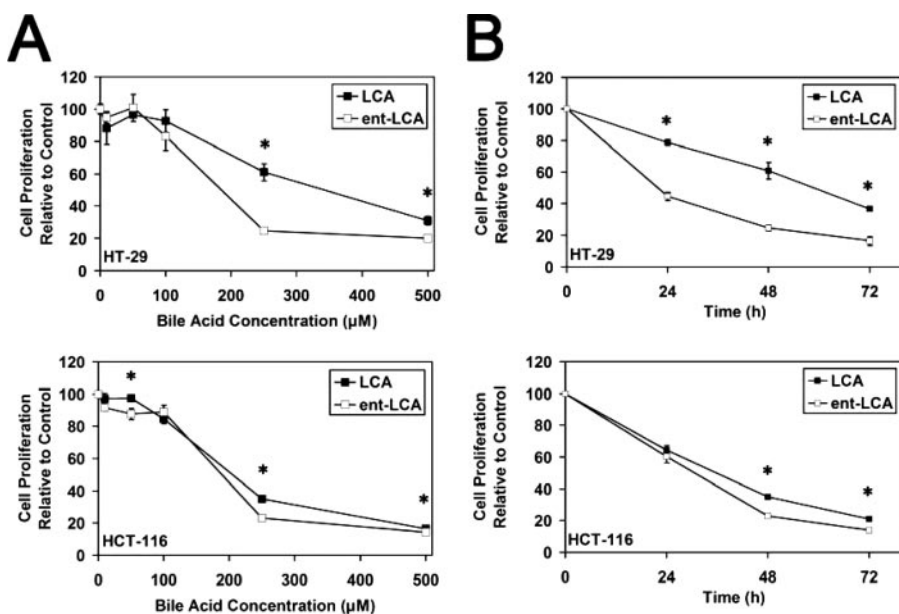 A
B
Cell Proliferation
Relative to Control
120
100
80
60
40
20
0
LCA
ent-LCA
*
*
HT-29
0
100
200
300
400
500
Bile Acid Concentration (µM)
Cell Proliferation
Relative to Control
120
100
80
60
40
20
0
LCA
ent-LCA
*
*
*
HT-29
0
24
48
72
Time (h)
Cell Proliferation
Relative to Control
120
100
80
60
40
20
0
LCA
ent-LCA
*
*
*
HCT-116
0
100
200
300
400
500
Bile Acid Concentration (µM)
Cell Proliferation
Relative to Control
120
100
80
60
40
20
0
LCA
ent-LCA
*
*
HCT-116
0
24
48
72
Time (h)